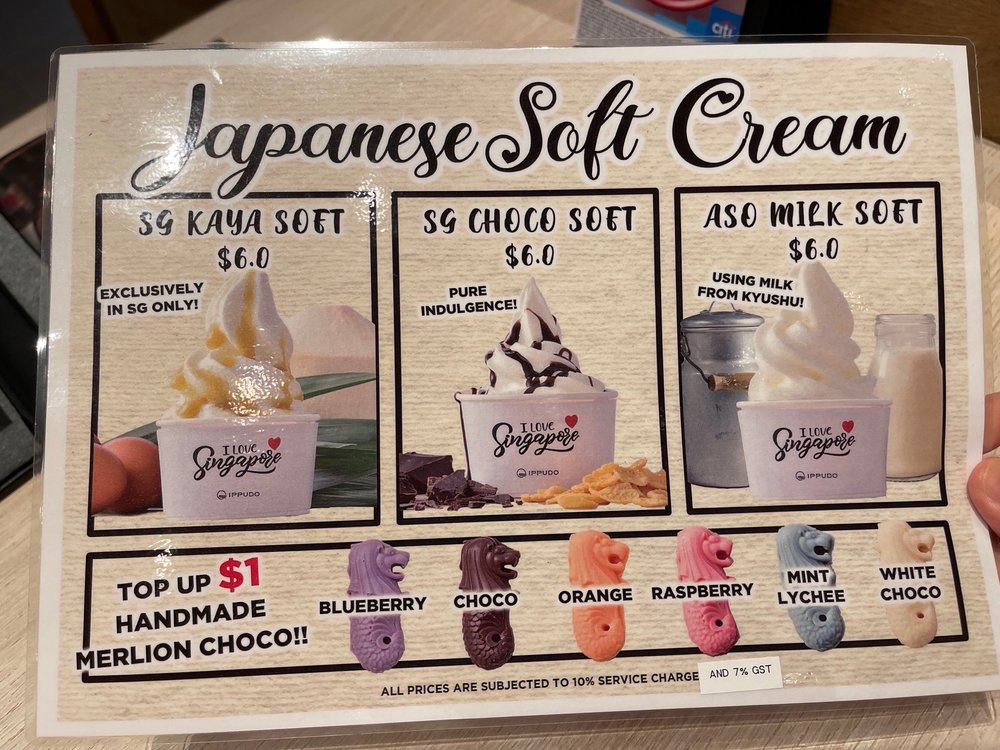 citi
Japanese Soft Cream
SG KAYA SOFT
$6.0
EXCLUSIVELY
IN SG ONLY!
I LOVE
Singapore
IPPUDO
SG CHOCO SOFT
$6.0
PURE
INDULGENCE!
I LOVE
Singapore
IPPUDO
ASO MILK SOFT
$6.0
USING MILK
FROM KYUSHU!
I LOVE
Singapore
IPPUDO
TOP UP $1
HANDMADE
MERLION CHOCO!!
BLUEBERRY
CHOCO
ORANGE
RASPBERRY
MINT
LYCHEE
WHITE
CHOCO
ALL PRICES ARE SUBJECTED TO 10% SERVICE CHARGE AND 7% GST